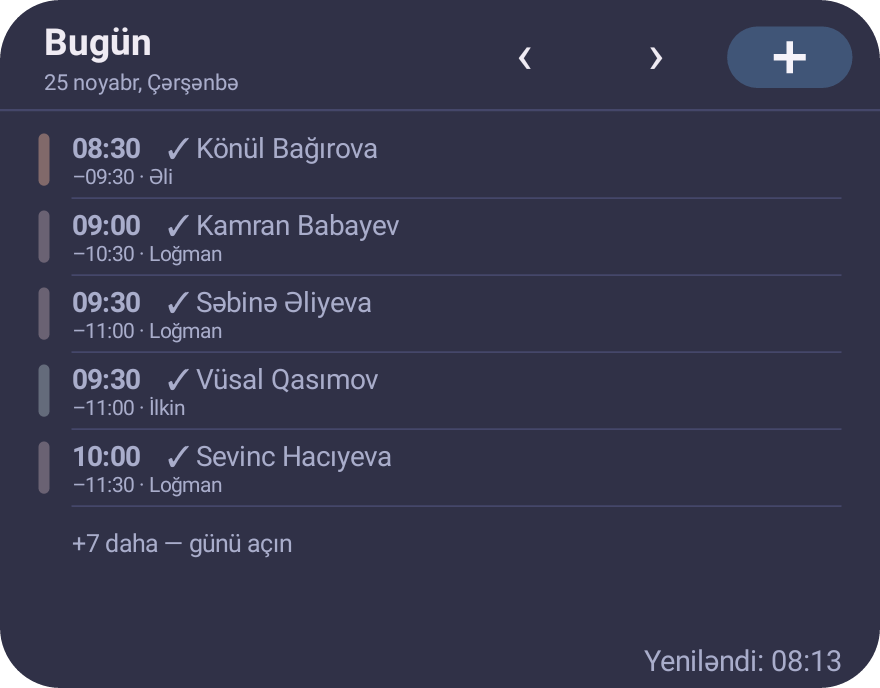 Bugün
25 noyabr, Çərşənbə
08:30 ✓ Könül Bağırova
–09:30 · Əli
09:00 ✓ Kamran Babayev
–10:30 · Loğman
09:30 ✓ Səbinə Əliyeva
–11:00 · Loğman
09:30 ✓ Vüsal Qasımov
–11:00 · İlkin
10:00 ✓ Sevinc Hacıyeva
–11:30 · Loğman
+7 daha — günü açın
Yeniləndi: 08:13